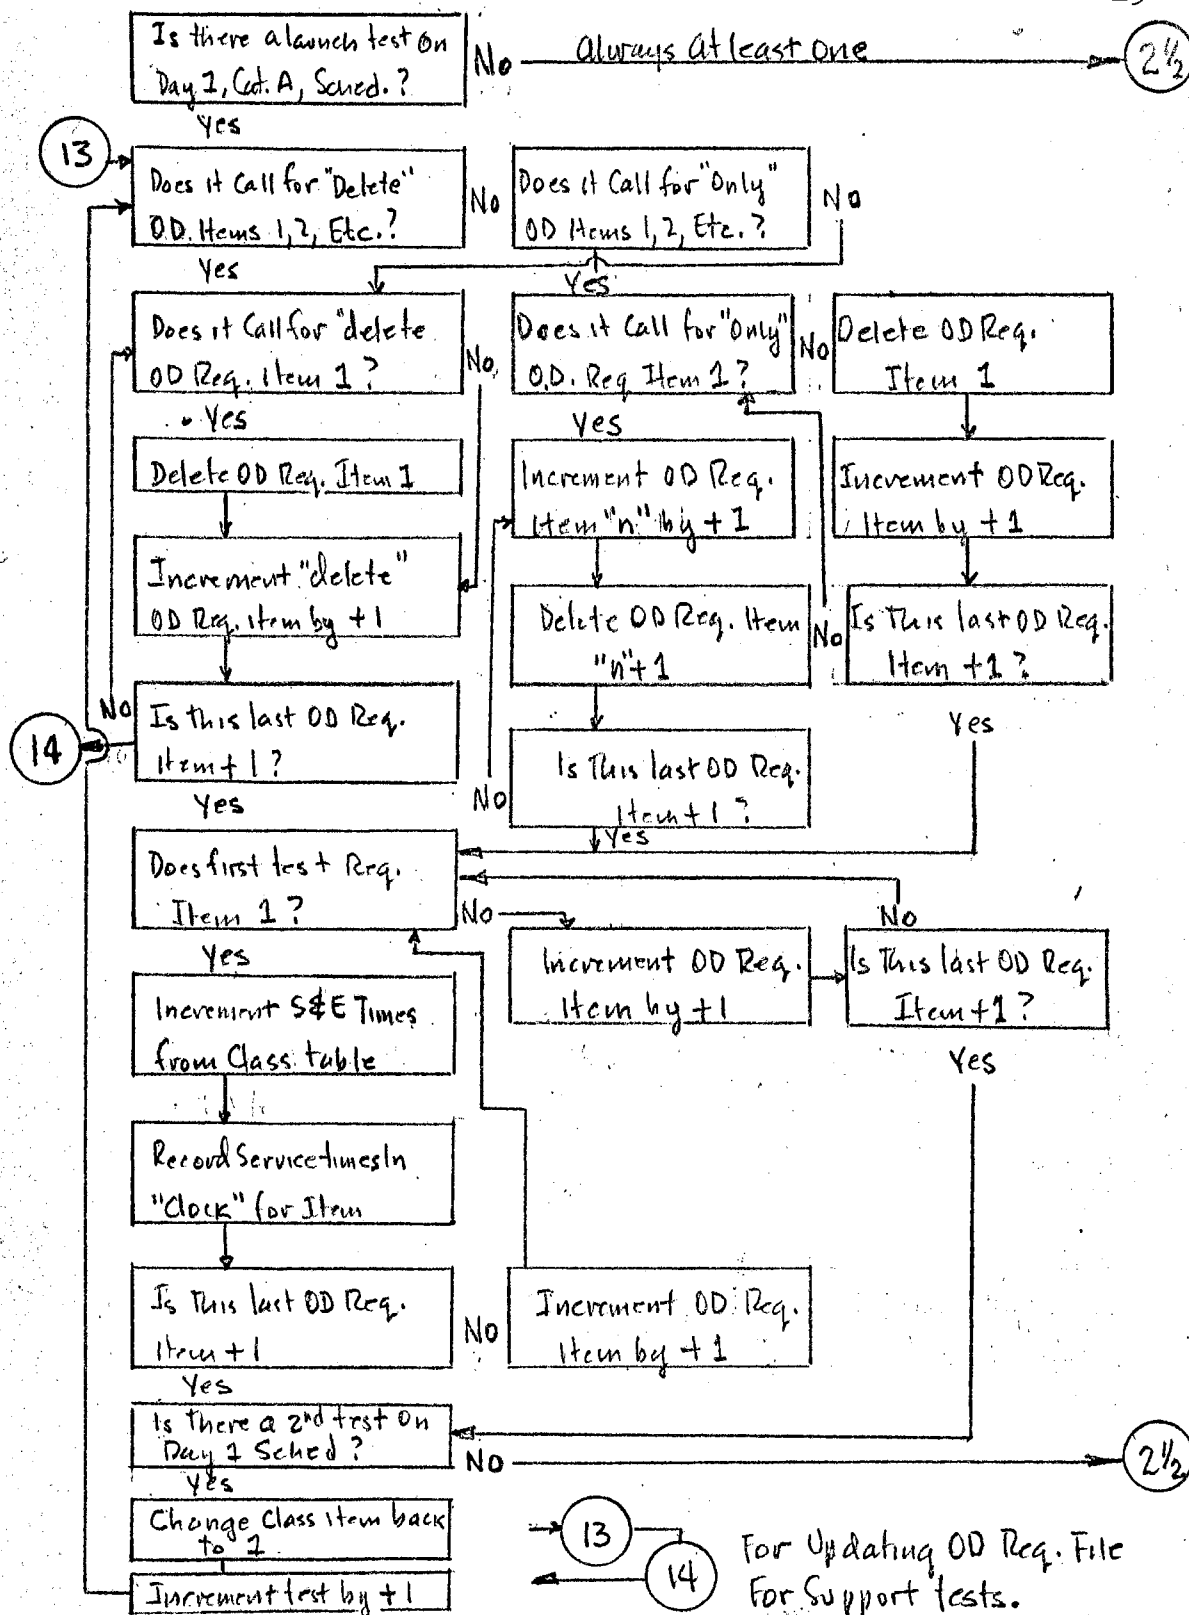 Is there a launch test On
Day 1, Cat. A, Sched.?
No
Always at least one
2 1/2
Yes
13
Does it Call for "Delete"
O.D. Items 1, 2, Etc.?
No
Does it Call for "Only"
OD Items 1, 2, Etc.?
No
Yes
Yes
Does it Call for "delete
OD Req. Item 1?
No
Does it Call for "Only"
O.D. Req Item 1?
No
Delete OD Req.
Item 1
Yes
Yes
Delete OD Req. Item 1
Increment OD Req.
Item "n" by + 1
Increment OD Req.
Item by + 1
Increment "delete"
OD Req. item by + 1
Delete OD Req. Item
"n" + 1
No
Is This last OD Req.
Item + 1?
Yes
14
No
Is this last OD Req.
Item + 1?
Yes
No
Is This last OD Req.
Item + 1?
Yes
Does first test Req.
Item 1?
No
Yes
Increment OD Req.
Item by +1
No
Is This last OD Req.
Item +1?
Yes
Increment S&E Times
from Class. table
Record Service times In
"Clock" for Item
Is This last OD Req.
Item + 1
No
Increment OD Req.
Item by + 1
Yes
Is there a 2nd test On
Day 1 Sched?
No
2 1/2
Yes
Change Class item back
to 1
Increment test by + 1
13
14
For Updating OD Req. File
For Support tests.